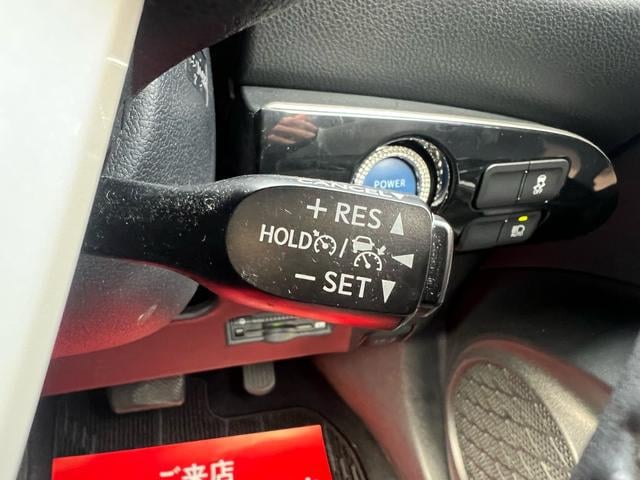 POWER
CANCEL
+ RES ▲
HOLD / ◀
− SET ▼
ご来店